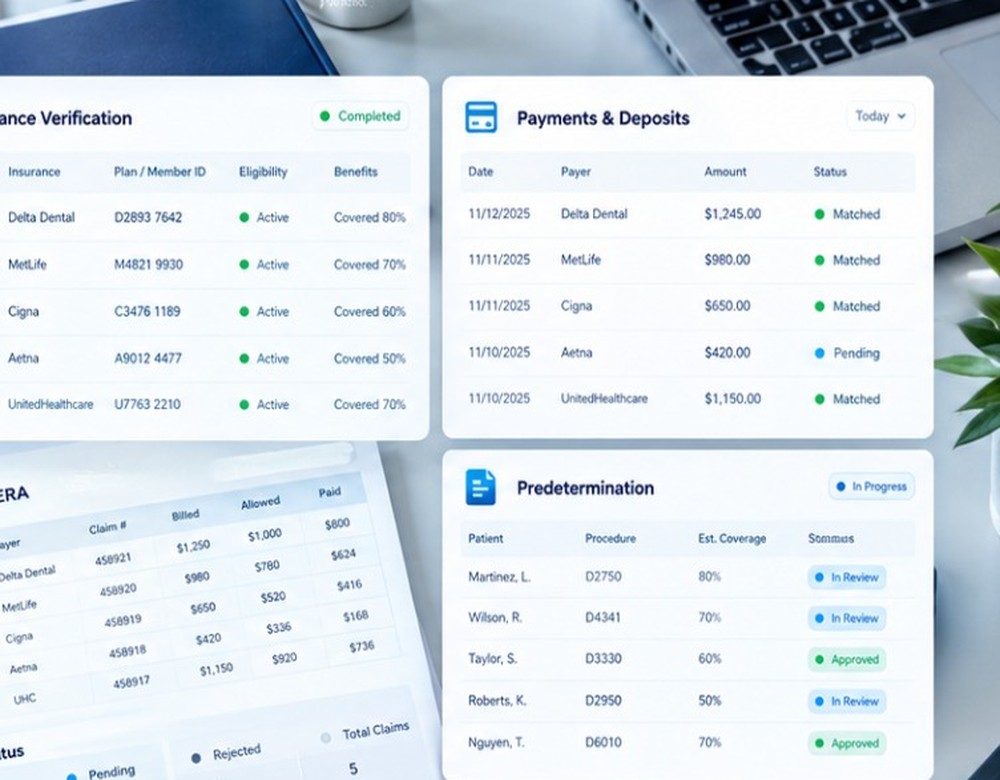 ance Verification
Completed
Insurance Plan / Member ID Eligibility Benefits
Delta Dental D2893 7642 Active Covered 80%
MetLife M4821 9930 Active Covered 70%
Cigna C3476 1189 Active Covered 60%
Aetna A9012 4477 Active Covered 50%
UnitedHealthcare U7763 2210 Active Covered 70%
Payments & Deposits
Today
Date Payer Amount Status
11/12/2025 Delta Dental $1,245.00 Matched
11/11/2025 MetLife $980.00 Matched
11/11/2025 Cigna $650.00 Matched
11/10/2025 Aetna $420.00 Pending
11/10/2025 UnitedHealthcare $1,150.00 Matched
ERA
ayer Claim # Billed Allowed Paid
Delta Dental 458921 $1,250 $1,000 $800
MetLife 458920 $980 $780 $624
Cigna 458919 $650 $520 $416
Aetna 458918 $420 $336 $168
UHC 458917 $1,150 $920 $736
tus
Pending Rejected Total Claims
5
Predetermination
In Progress
Patient Procedure Est. Coverage
Martinez, L. D2750 80% In Review
Wilson, R. D4341 70% In Review
Taylor, S. D3330 60% Approved
Roberts, K. D2950 50% In Review
Nguyen, T. D6010 70% Approved